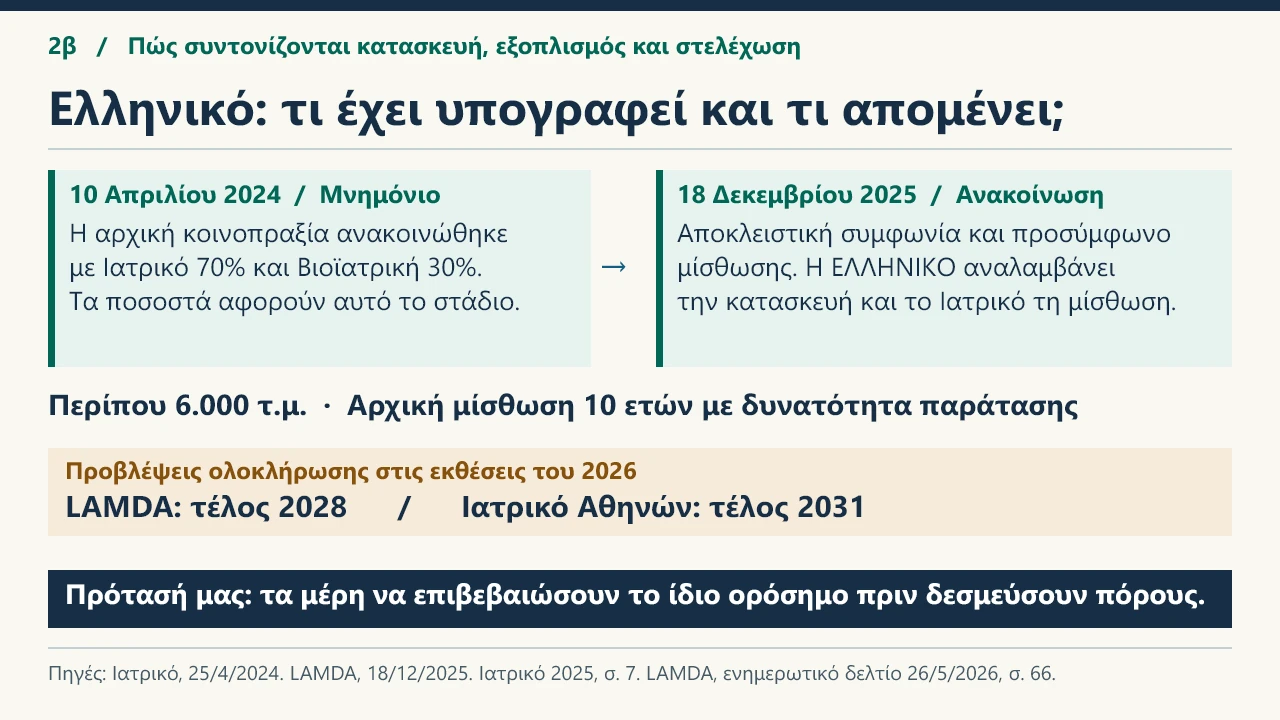 2β / Πώς συντονίζονται κατασκευή, εξοπλισμός και στελέχωση
Ελληνικό: τι έχει υπογραφεί και τι απομένει;
10 Απριλίου 2024 / Μνημόνιο
Η αρχική κοινοπραξία ανακοινώθηκε
με Ιατρικό 70% και Βιοϊατρική 30%.
Τα ποσοστά αφορούν αυτό το στάδιο.
→
18 Δεκεμβρίου 2025 / Ανακοίνωση
Αποκλειστική συμφωνία και προσύμφωνο
μίσθωσης. Η ΕΛΛΗΝΙΚΟ αναλαμβάνει
την κατασκευή και το Ιατρικό τη μίσθωση.
Περίπου 6.000 τ.μ. · Αρχική μίσθωση 10 ετών με δυνατότητα παράτασης
Προβλέψεις ολοκλήρωσης στις εκθέσεις του 2026
LAMDA: τέλος 2028 / Ιατρικό Αθηνών: τέλος 2031
Πρότασή μας: τα μέρη να επιβεβαιώσουν το ίδιο ορόσημο πριν δεσμεύσουν πόρους.
Πηγές: Ιατρικό, 25/4/2024. LAMDA, 18/12/2025. Ιατρικό 2025, σ. 7. LAMDA, ενημερωτικό δελτίο 26/5/2026, σ. 66.